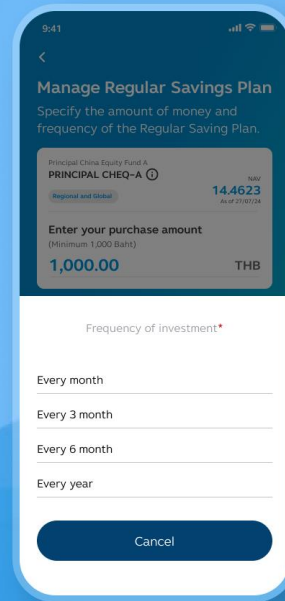 9:41
Manage Regular Savings Plan
Specify the amount of money and
frequency of the Regular Saving Plan.
Principal China Equity Fund A
PRINCIPAL CHEQ-A
NAV
14.4623
As of 27/07/24
Regional and Global
Enter your purchase amount
(Minimum 1,000 Baht)
1,000.00 THB
Frequency of investment*
Every month
Every 3 month
Every 6 month
Every year
Cancel